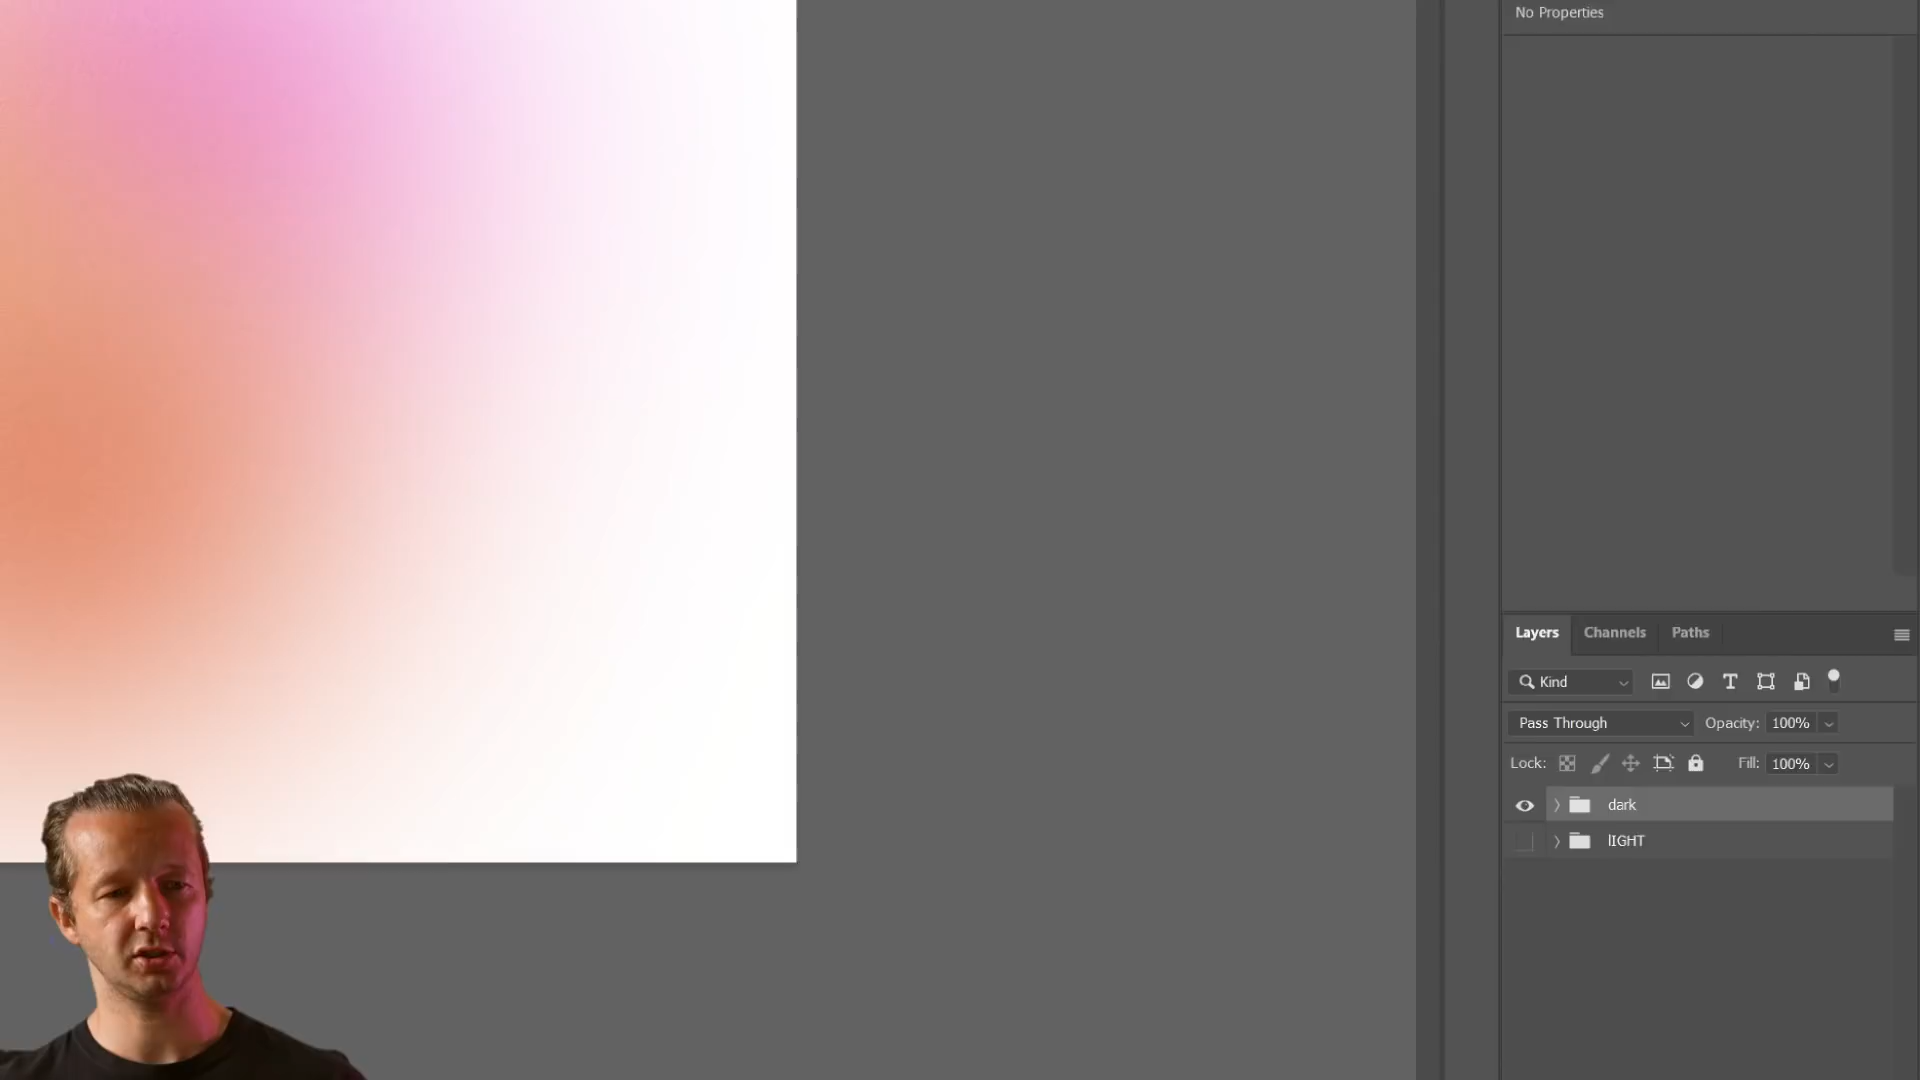 No Properties
Layers Channels Paths
Kind
Pass Through Opacity: 100%
Lock: Fill: 100%
dark
lIGHT